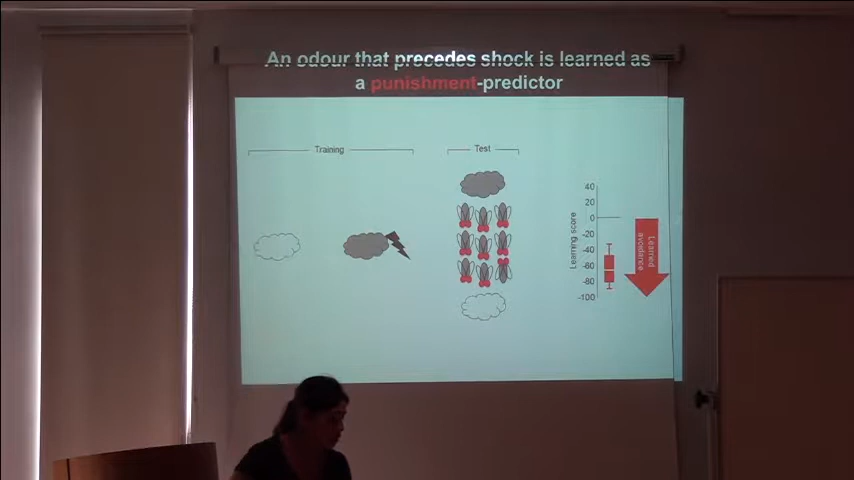 An odour that precedes shock is learned as
a punishment-predictor
Training
Test
40
20
0
-20
-40
-60
-80
-100
Learning score
Learned
avoidance